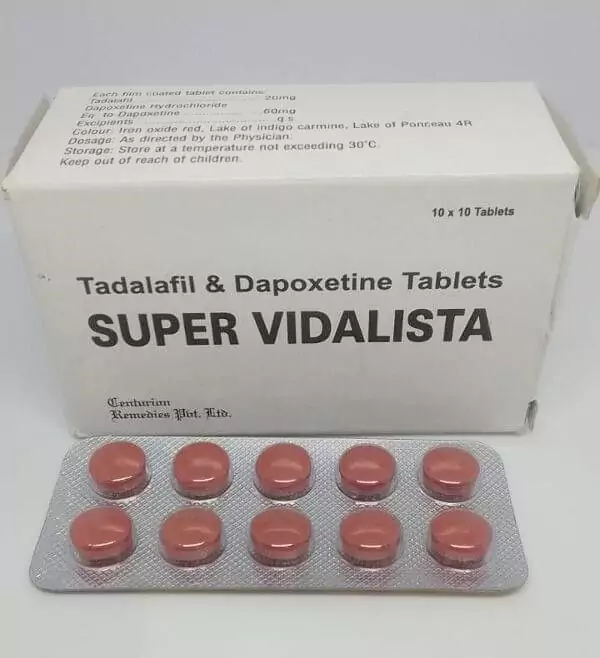 Each film coated tablet contains:
Tadalafil ........................ 20mg
Dapoxetine Hydrochloride
Eq. to Dapoxetine ................. 60mg
Excipients ........................ q.s.
Colour: Iron oxide red, Lake of indigo carmine, Lake of Ponceau 4R
Dosage: As directed by the Physician.
Storage: Store at a temperature not exceeding 30°C.
Keep out of reach of children.
10 x 10 Tablets
Tadalafil & Dapoxetine Tablets
SUPER VIDALISTA
Centurion
Remedies Pvt. Ltd.